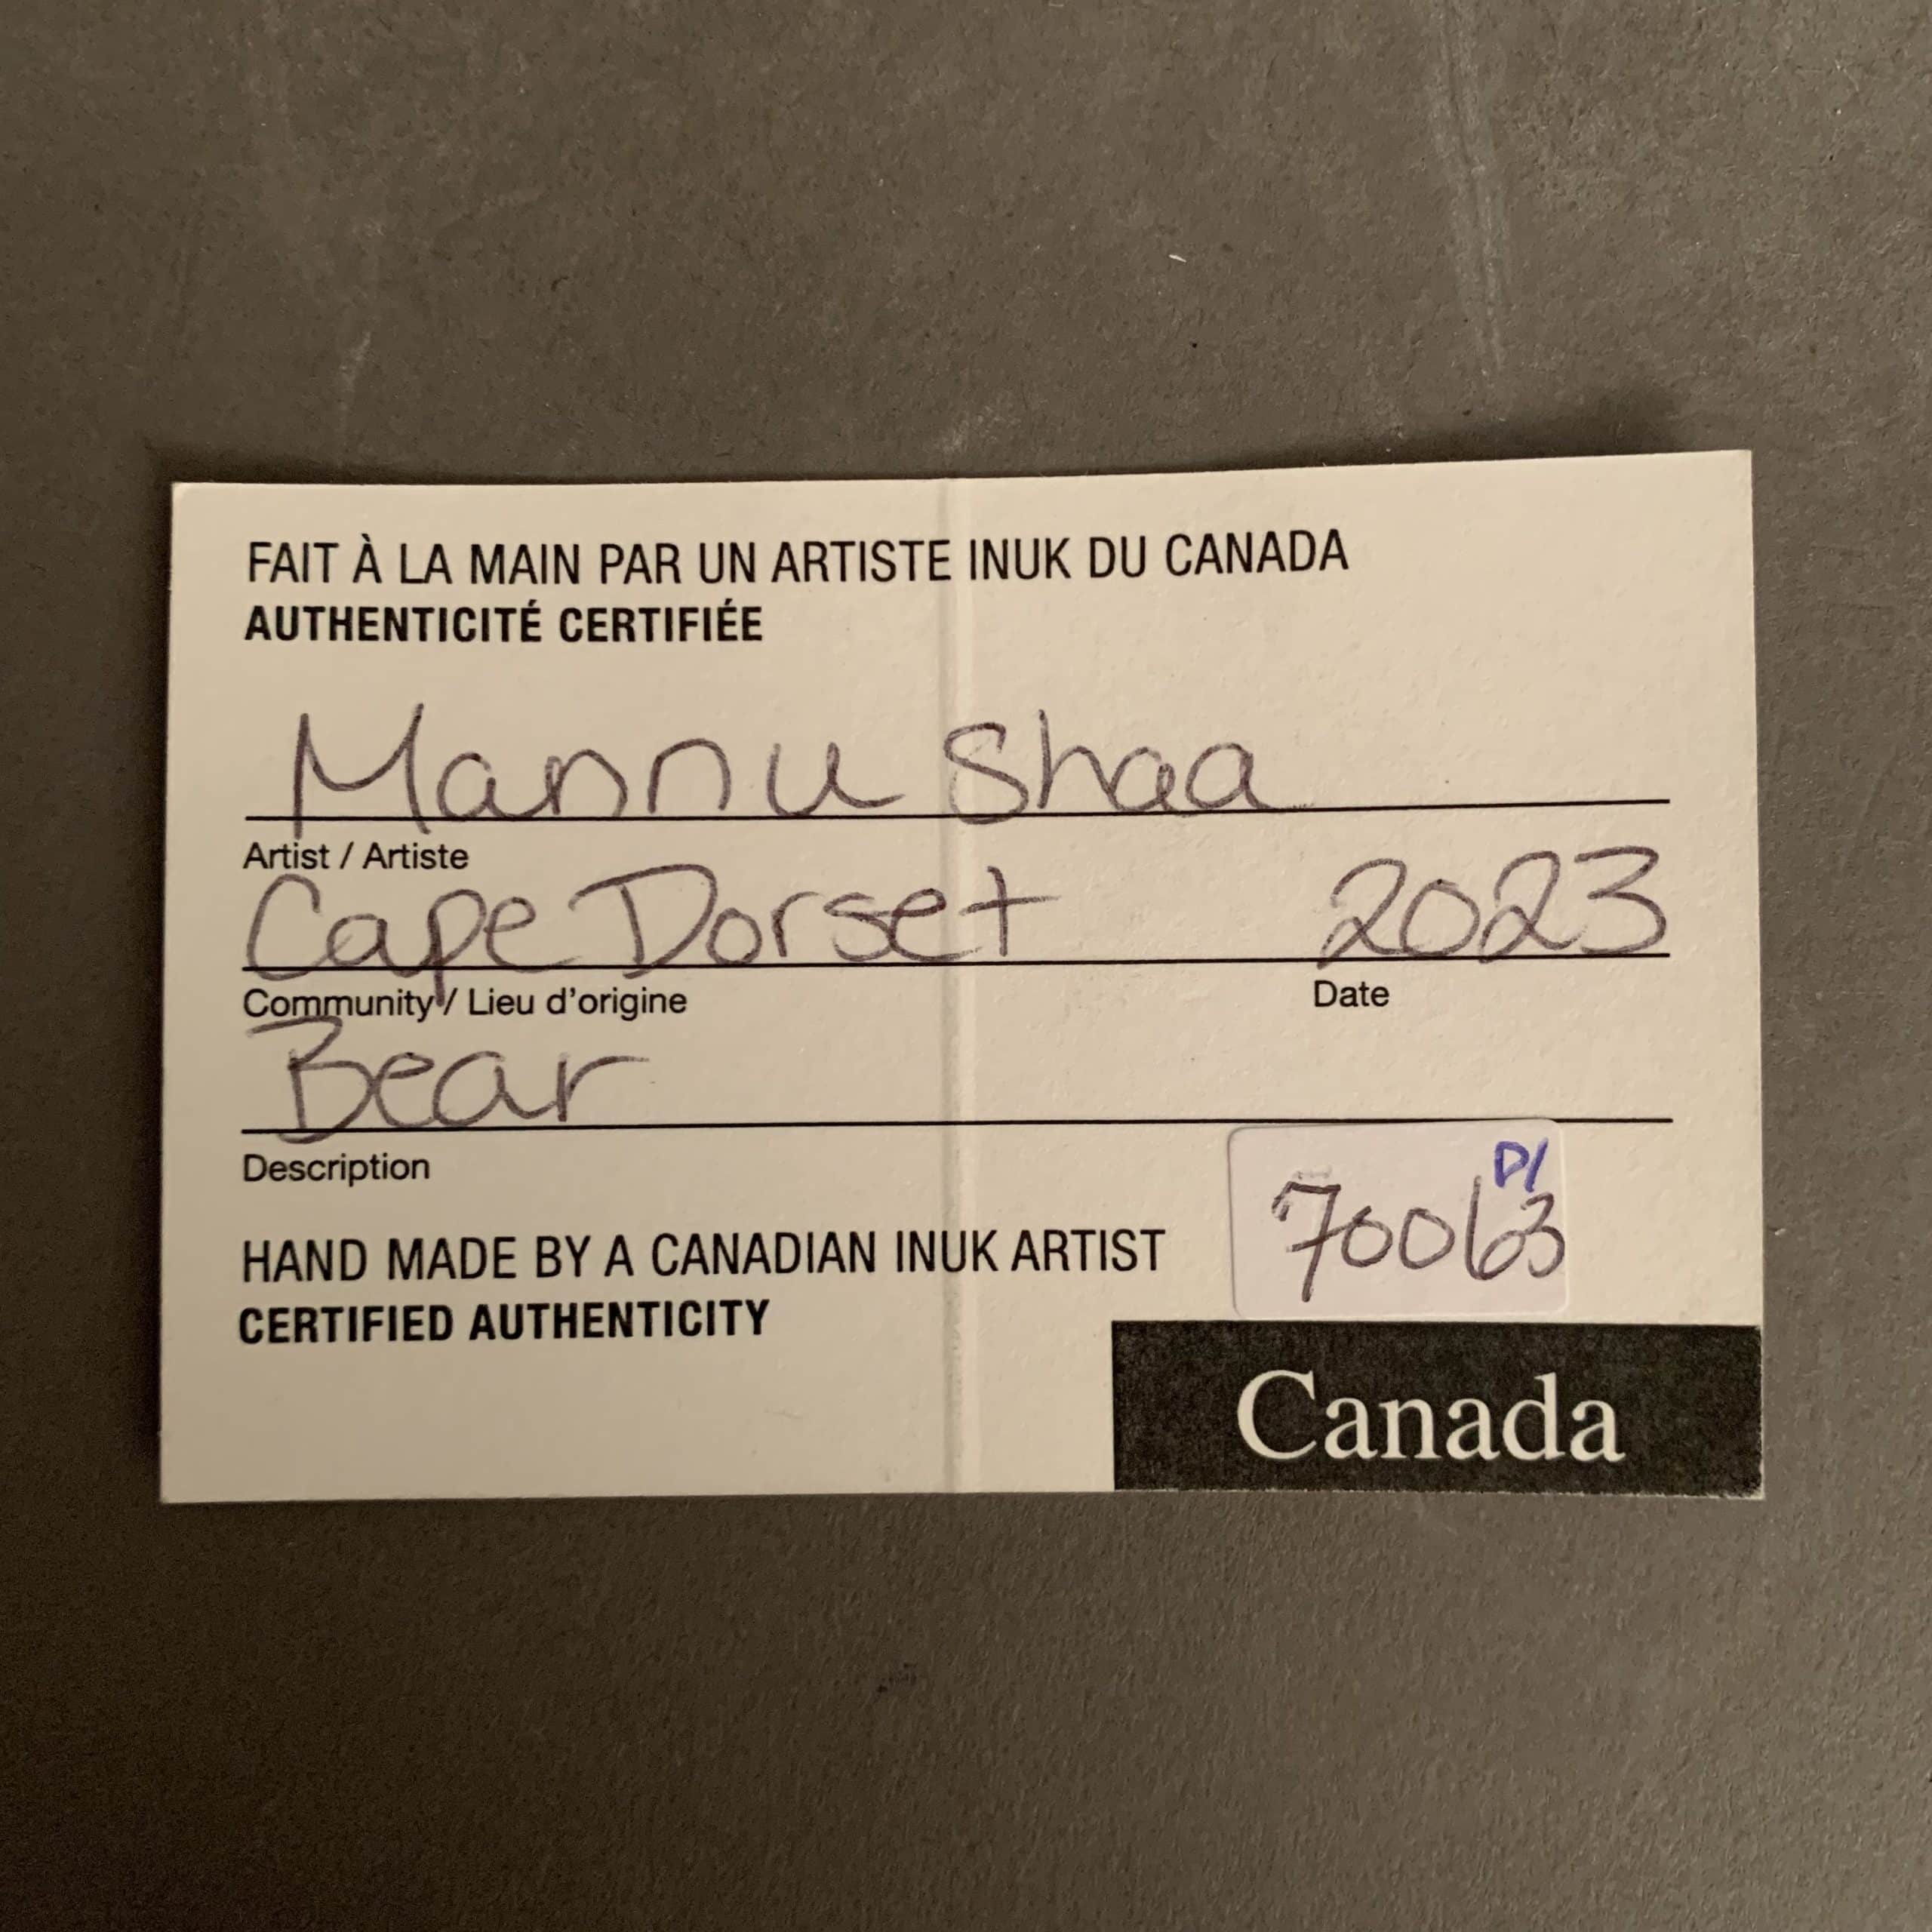 FAIT À LA MAIN PAR UN ARTISTE INUK DU CANADA
AUTHENTICITÉ CERTIFIÉE
Mannu Shaa
Artist / Artiste
Cape Dorset 2023
Community / Lieu d'origine Date
Bear
Description
D/
70063
HAND MADE BY A CANADIAN INUK ARTIST
CERTIFIED AUTHENTICITY
Canada